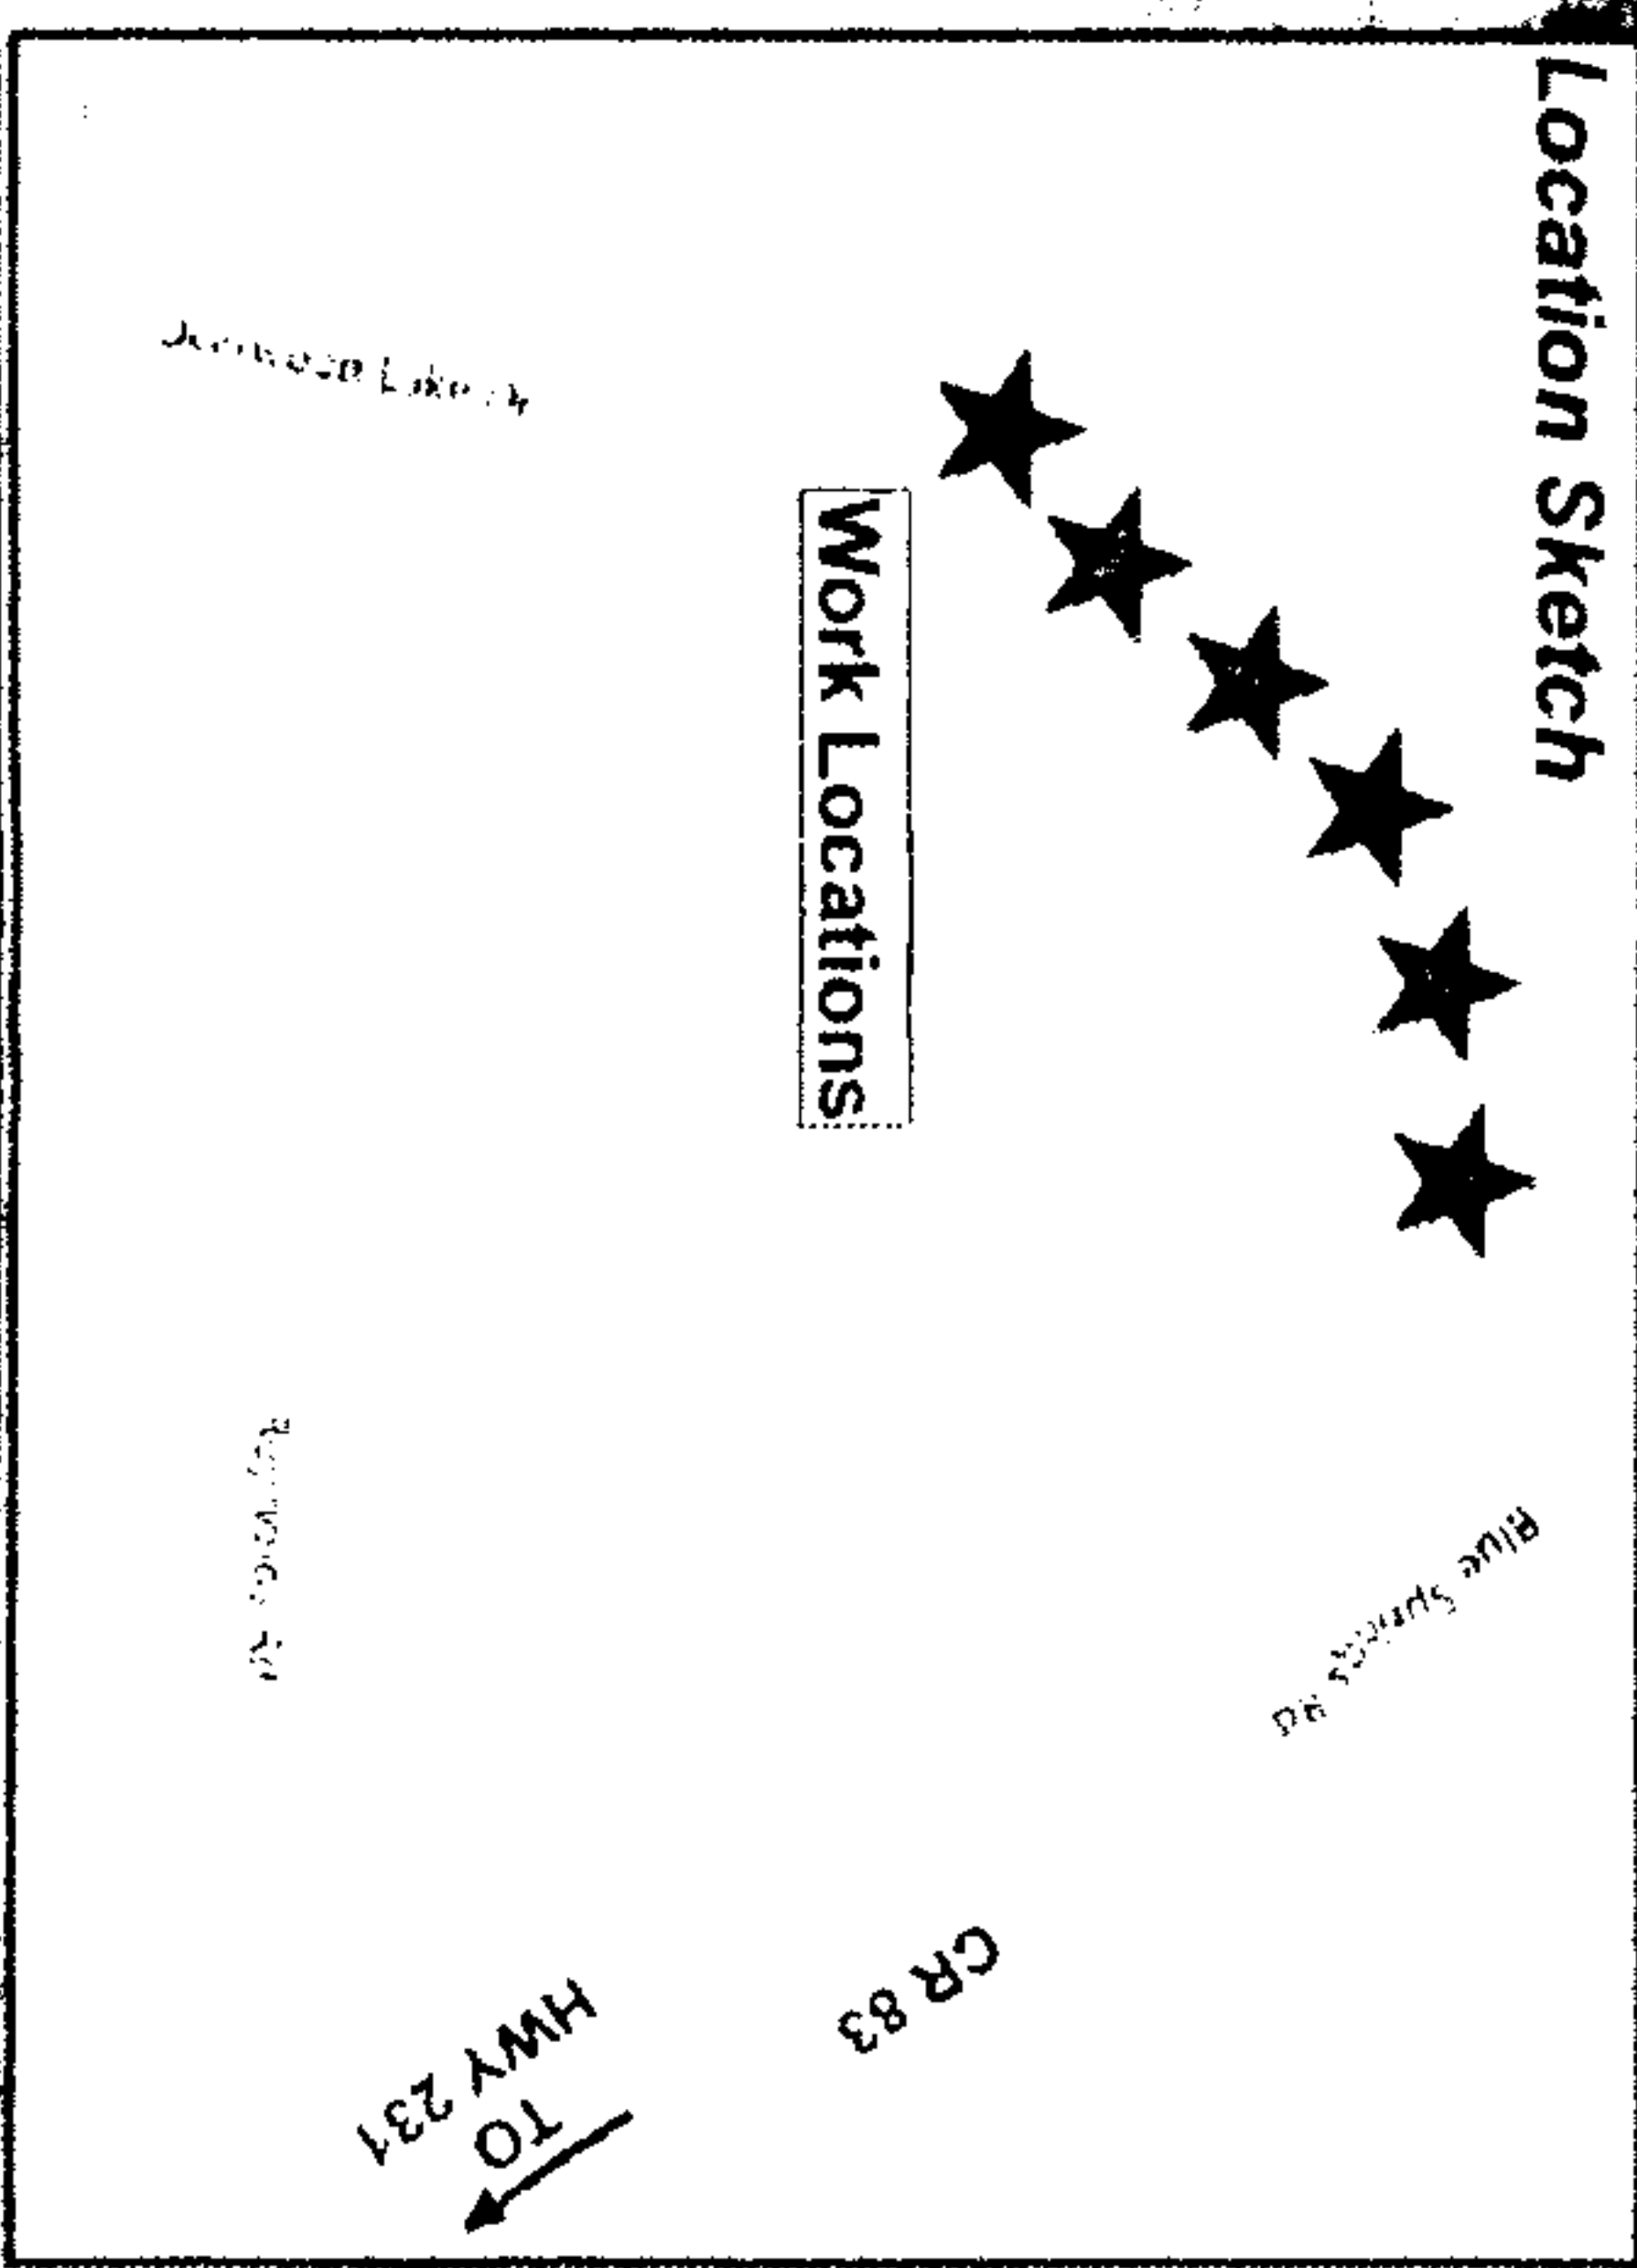 Location Sketch
Work Locations
Blue Springs Rd
CR 83
TO
HWY 231